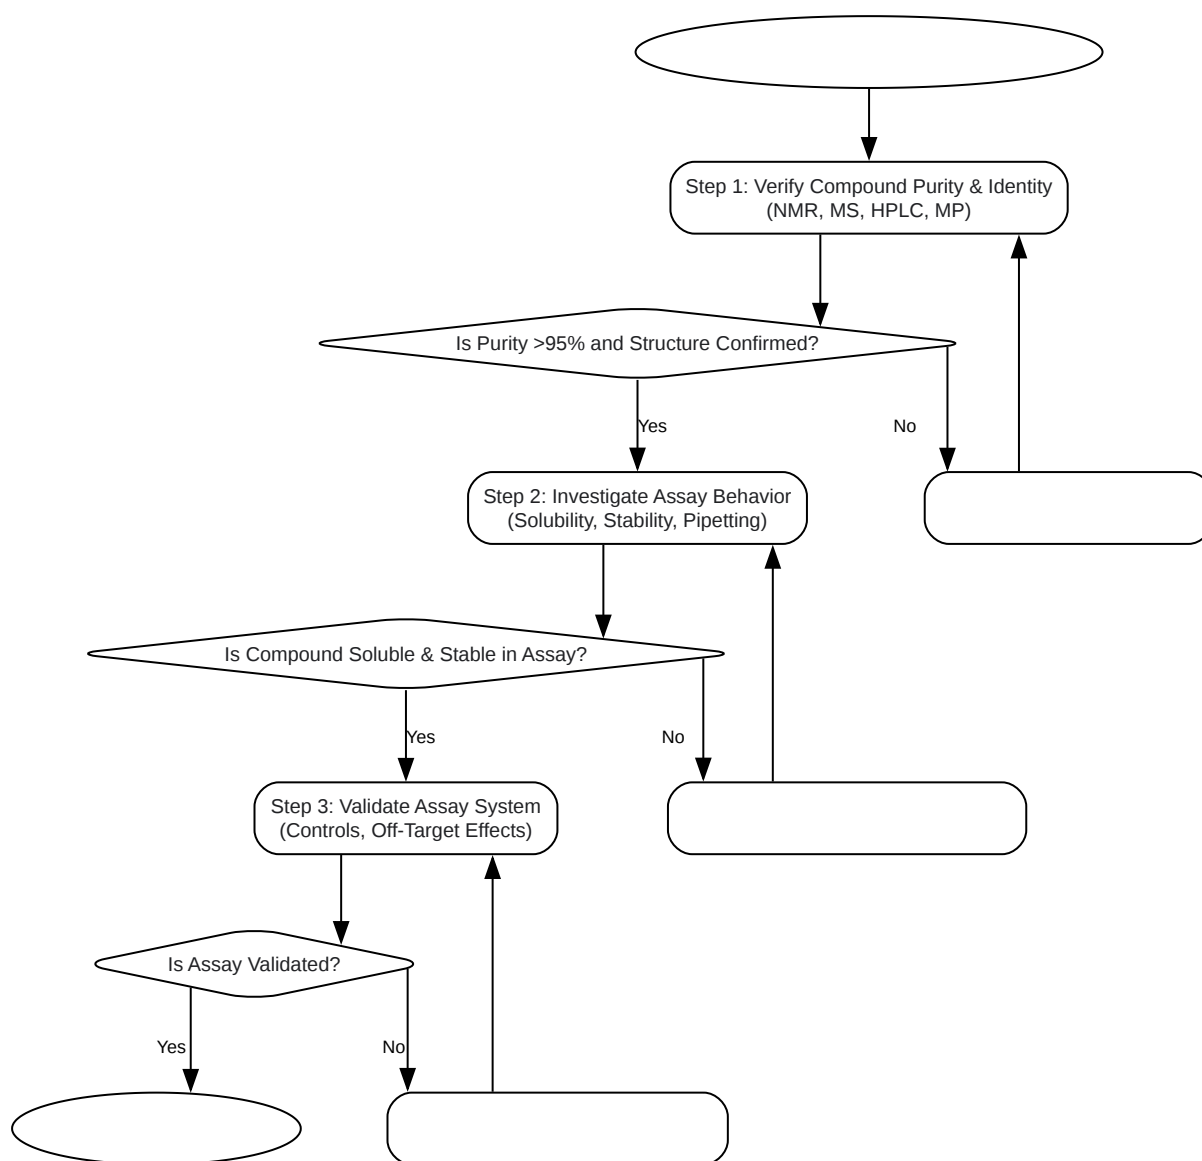 Step 1: Verify Compound Purity & Identity
(NMR, MS, HPLC, MP)
Is Purity >95% and Structure Confirmed?
Yes
No
Step 2: Investigate Assay Behavior
(Solubility, Stability, Pipetting)
Is Compound Soluble & Stable in Assay?
Yes
No
Step 3: Validate Assay System
(Controls, Off-Target Effects)
Is Assay Validated?
Yes
No